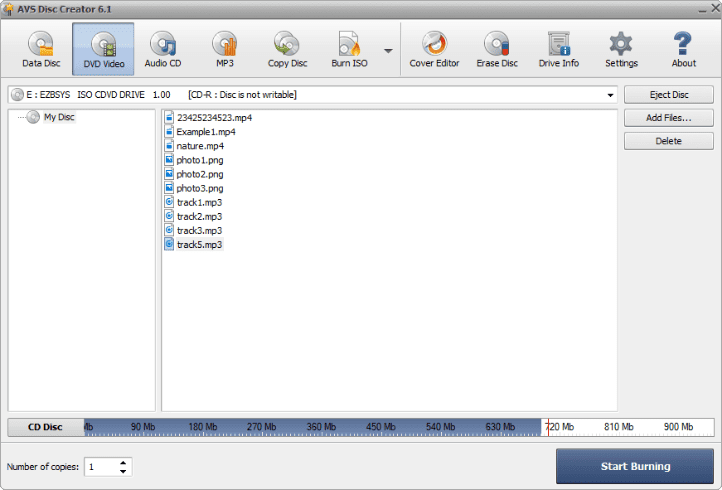 AVS Disc Creator 6.1
Data Disc DVD Video Audio CD MP3 Copy Disc Burn ISO Cover Editor Erase Disc Drive Info Settings About
E : EZBSYS ISO CDVD DRIVE 1.00 [CD-R : Disc is not writable] Eject Disc
My Disc
23425234523.mp4
Example1.mp4
nature.mp4
photo1.png
photo2.png
photo3.png
track1.mp3
track2.mp3
track3.mp3
track5.mp3
Add Files...
Delete
CD Disc Mb 90 Mb 180 Mb 270 Mb 360 Mb 450 Mb 540 Mb 630 Mb 720 Mb 810 Mb 900 Mb
Number of copies: 1 Start Burning